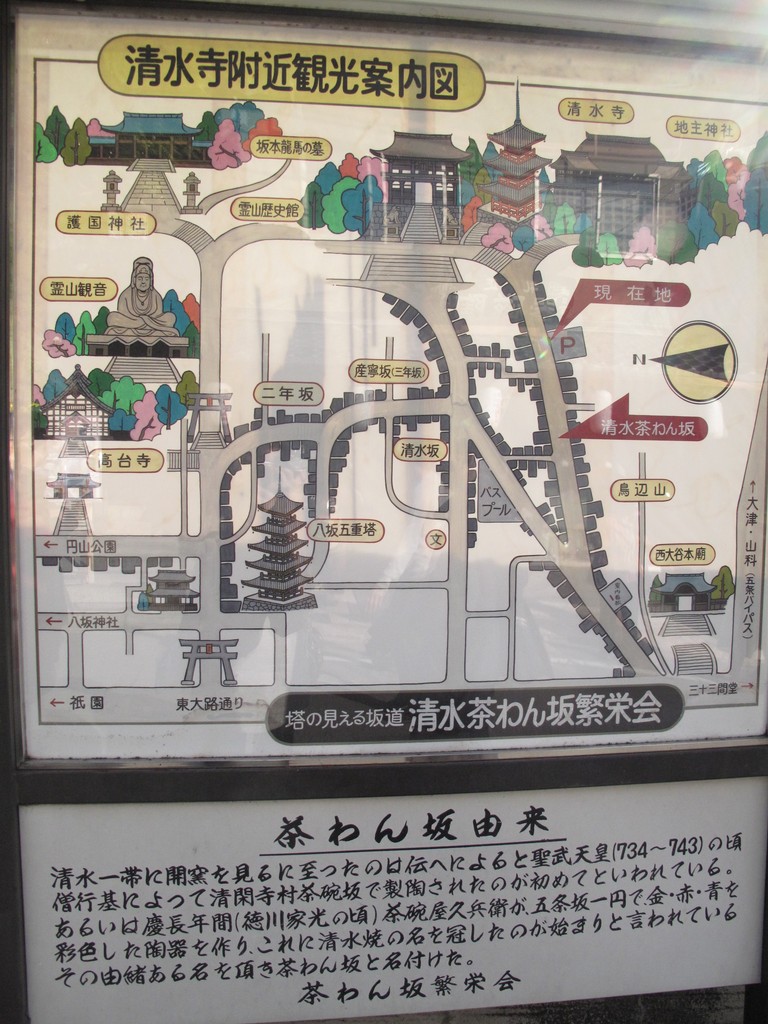 清水寺附近観光案内図
清水寺
地主神社
坂本龍馬の墓
霊山歴史館
護国神社
霊山観音
現在地
P
N
産寧坂(三年坂)
二年坂
清水茶わん坂
清水坂
高台寺
バス
プール
鳥辺山
八坂五重塔
文
←円山公園
西大谷本廟
→大津・山科(五条バイパス)
←八坂神社
←祇園
東大路通り
三十三間堂→
塔の見える坂道 清水茶わん坂繁栄会
茶わん坂由来
清水一帯に開窯を見るに至ったのは伝へによると聖武天皇(734~743)の頃
僧行基によって清閑寺村茶碗坂で製陶されたのが初めてといわれている。
あるいは慶長年間(徳川家光の頃)茶碗屋久兵衛が、五条坂一円で金・赤・青を
彩色した陶器を作り、これに清水焼の名を冠したのが始まりと言われている
その由緒ある名を頂き茶わん坂と名付けた。
茶わん坂繁栄会